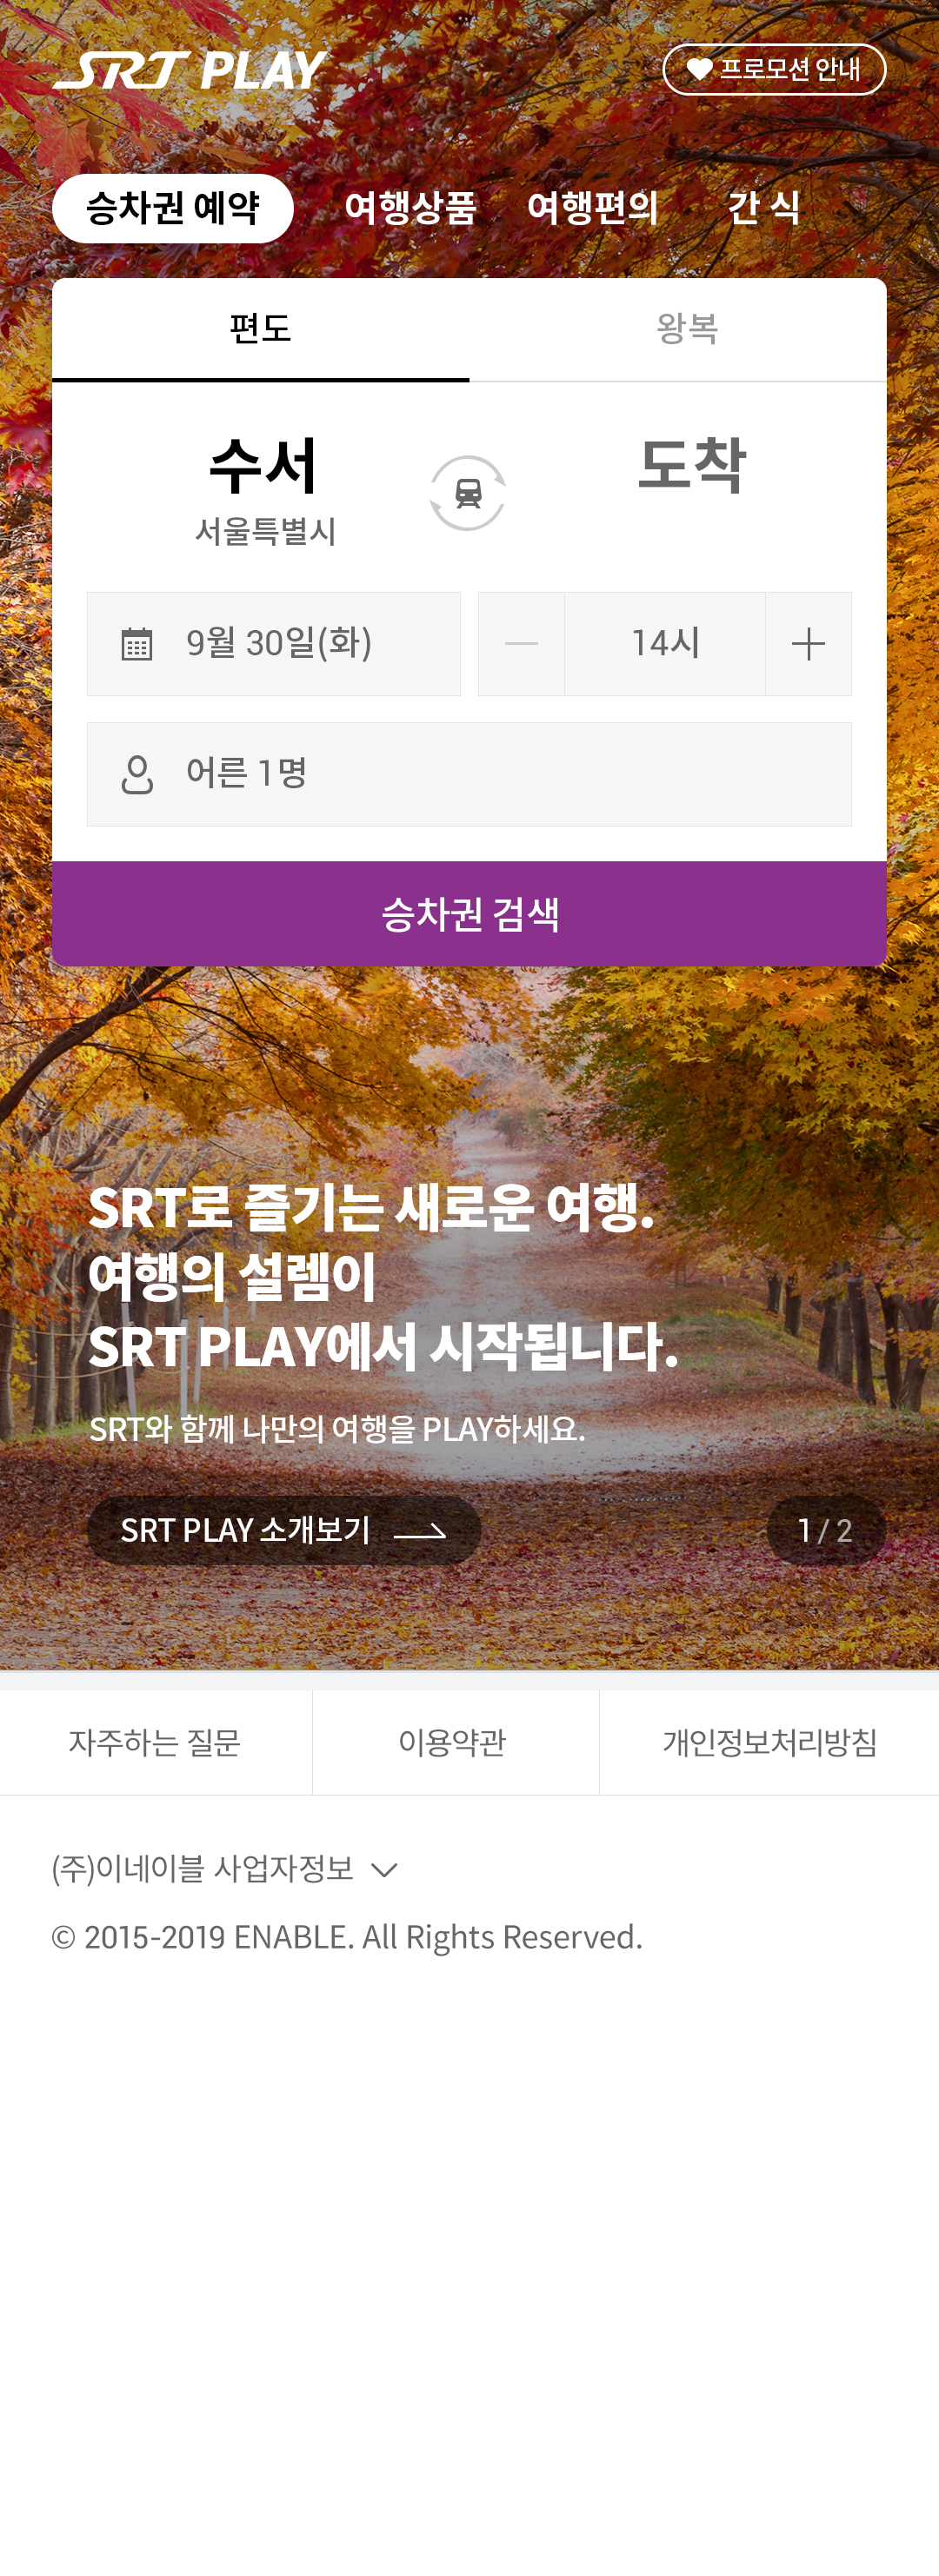 SRT PLAY
프로모션 안내
승차권 예약 여행상품 여행편의 간 식
편도 왕복
수서 도착
서울특별시
9월 30일(화) 14시
어른 1명
승차권 검색
SRT로 즐기는 새로운 여행.
여행의 설렘이
SRT PLAY에서 시작됩니다.
SRT와 함께 나만의 여행을 PLAY하세요.
SRT PLAY 소개보기
1 / 2
자주하는 질문 이용약관 개인정보처리방침
(주)이네이블 사업자정보
© 2015-2019 ENABLE. All Rights Reserved.